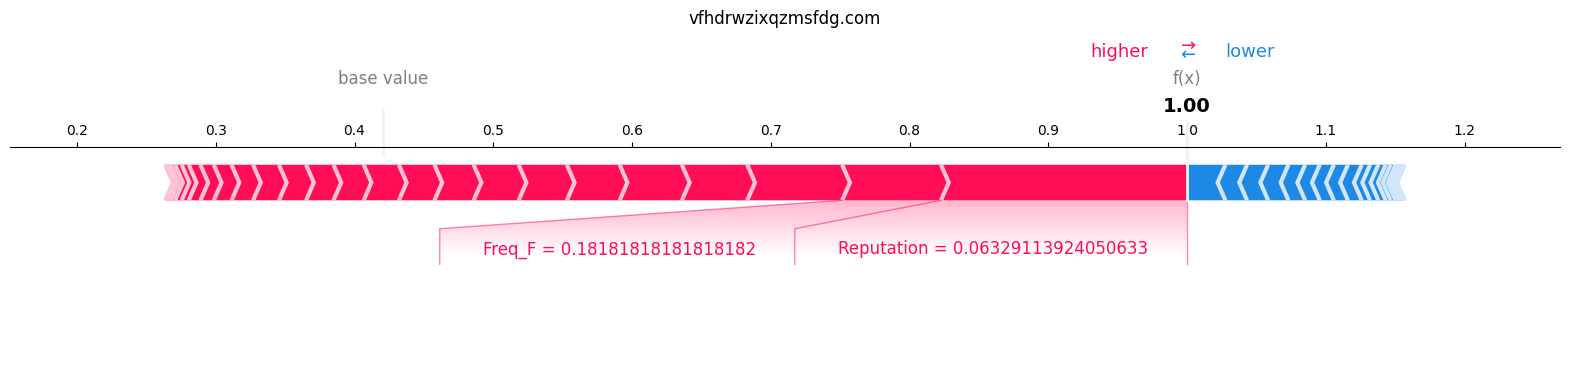 vfhdrwzixqzmsfdg.com
higher → ← lower
base value f(x)
1.00
0.2 0.3 0.4 0.5 0.6 0.7 0.8 0.9 1.0 1.1 1.2
Freq_F = 0.18181818181818182 Reputation = 0.06329113924050633